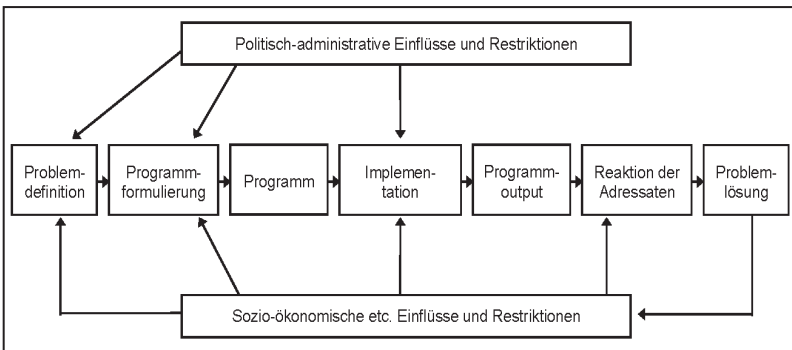 Politisch-administrative Einflüsse und Restriktionen
Problem-
definition
Programm-
formulierung
Programm
Implemen-
tation
Programm-
output
Reaktion der
Adressaten
Problem-
lösung
Sozio-ökonomische etc. Einflüsse und Restriktionen